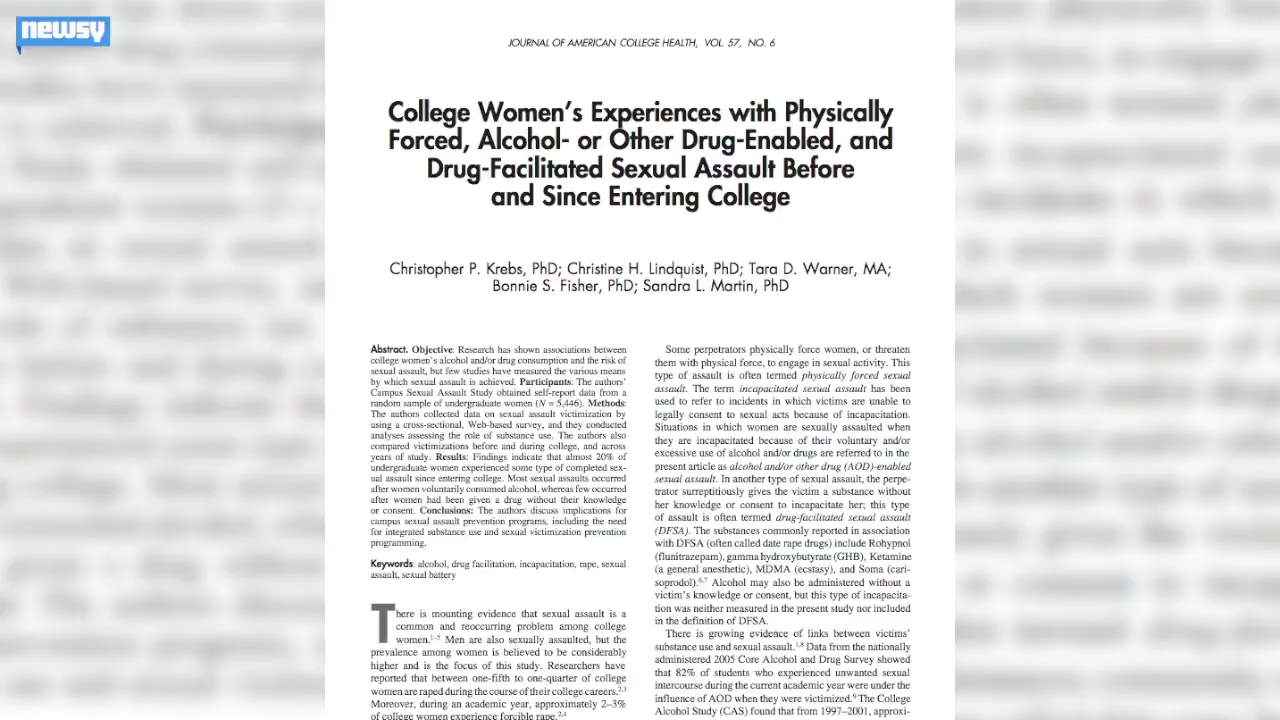 newsy
JOURNAL OF AMERICAN COLLEGE HEALTH, VOL. 57, NO. 6
College Women's Experiences with Physically
Forced, Alcohol- or Other Drug-Enabled, and
Drug-Facilitated Sexual Assault Before
and Since Entering College
Christopher P. Krebs, PhD; Christine H. Lindquist, PhD; Tara D. Warner, MA;
Bonnie S. Fisher, PhD; Sandra L. Martin, PhD
Abstract. Objective: Research has shown associations between
college women's alcohol and/or drug consumption and the risk of
sexual assault, but few studies have measured the various means
by which sexual assault is achieved. Participants: The authors'
Campus Sexual Assault Study obtained self-report data from a
random sample of undergraduate women (N = 5,446). Methods:
The authors collected data on sexual assault victimization by
using a cross-sectional, Web-based survey, and they conducted
analyses assessing the role of substance use. The authors also
compared victimizations before and during college, and across
years of study. Results: Findings indicate that almost 20% of
undergraduate women experienced some type of completed sex-
ual assault since entering college. Most sexual assaults occurred
after women voluntarily consumed alcohol, whereas few occurred
after women had been given a drug without their knowledge
or consent. Conclusions: The authors discuss implications for
campus sexual assault prevention programs, including the need
for integrated substance use and sexual victimization prevention
programming.
Keywords: alcohol, drug facilitation, incapacitation, rape, sexual
assault, sexual battery
There is mounting evidence that sexual assault is a
common and reoccurring problem among college
women.1–5 Men are also sexually assaulted, but the
prevalence among women is believed to be considerably
higher and is the focus of this study. Researchers have
reported that between one-fifth to one-quarter of college
women are raped during the course of their college careers.2,3
Moreover, during an academic year, approximately 2–3%
of college women experience forcible rape.2,4
Some perpetrators physically force women, or threaten
them with physical force, to engage in sexual activity. This
type of assault is often termed physically forced sexual
assault. The term incapacitated sexual assault has been
used to refer to incidents in which victims are unable to
legally consent to sexual acts because of incapacitation.
Situations in which women are sexually assaulted when
they are incapacitated because of their voluntary and/or
excessive use of alcohol and/or drugs are referred to in the
present article as alcohol and/or other drug (AOD)-enabled
sexual assault. In another type of sexual assault, the perpe-
trator surreptitiously gives the victim a substance without
her knowledge or consent to incapacitate her; this type
of assault is often termed drug-facilitated sexual assault
(DFSA). The substances commonly reported in association
with DFSA (often called date rape drugs) include Rohypnol
(flunitrazepam), gamma hydroxybutyrate (GHB), Ketamine
(a general anesthetic), MDMA (ecstasy), and Soma (cari-
soprodol).6,7 Alcohol may also be administered without a
victim's knowledge or consent, but this type of incapacita-
tion was neither measured in the present study nor included
in the definition of DFSA.
There is growing evidence of links between victims'
substance use and sexual assault.1,8 Data from the nationally
administered 2005 Core Alcohol and Drug Survey showed
that 82% of students who experienced unwanted sexual
intercourse during the current academic year were under the
influence of AOD when they were victimized.9 The College
Alcohol Study (CAS) found that from 1997–2001, approxi-